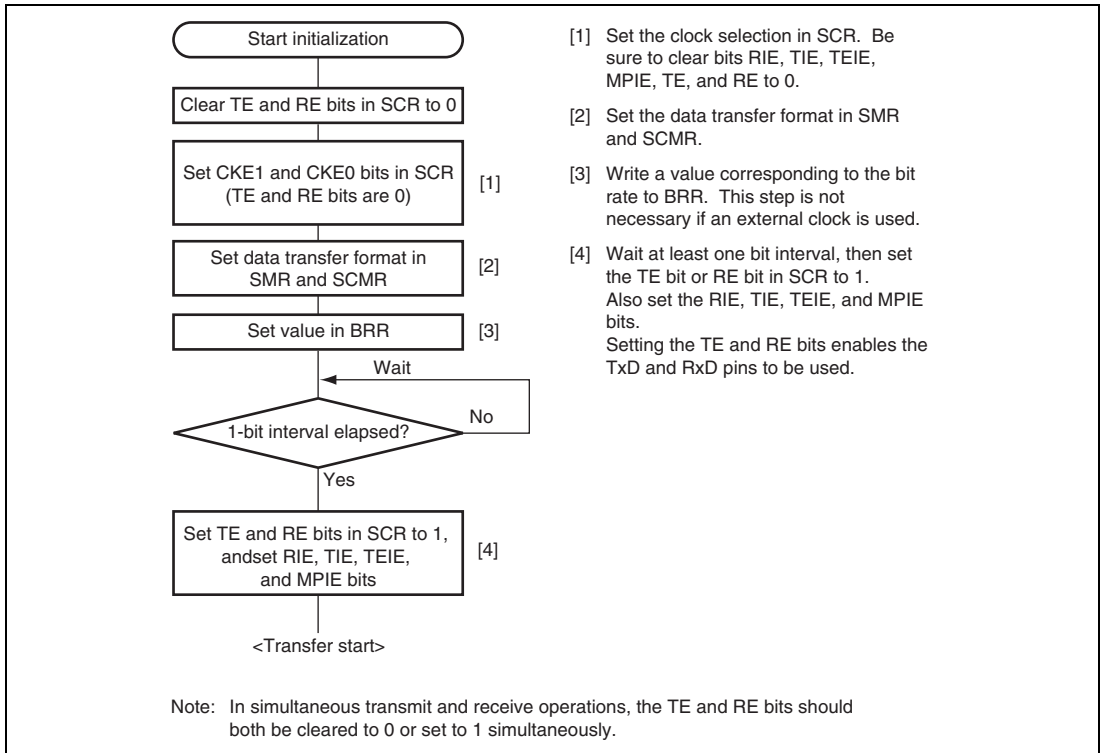 Start initialization
Clear TE and RE bits in SCR to 0
Set CKE1 and CKE0 bits in SCR
(TE and RE bits are 0)
[1]
Set data transfer format in
SMR and SCMR
[2]
Set value in BRR
[3]
Wait
1-bit interval elapsed?
No
Yes
Set TE and RE bits in SCR to 1,
andset RIE, TIE, TEIE,
and MPIE bits
[4]
<Transfer start>
[1] Set the clock selection in SCR. Be
sure to clear bits RIE, TIE, TEIE,
MPIE, TE, and RE to 0.
[2] Set the data transfer format in SMR
and SCMR.
[3] Write a value corresponding to the bit
rate to BRR. This step is not
necessary if an external clock is used.
[4] Wait at least one bit interval, then set
the TE bit or RE bit in SCR to 1.
Also set the RIE, TIE, TEIE, and MPIE
bits.
Setting the TE and RE bits enables the
TxD and RxD pins to be used.
Note: In simultaneous transmit and receive operations, the TE and RE bits should
both be cleared to 0 or set to 1 simultaneously.